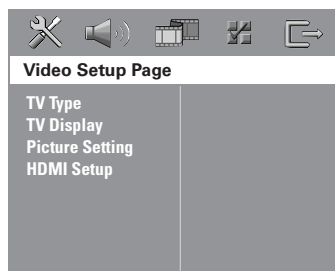 Video Setup Page
TV Type
TV Display
Picture Setting
HDMI Setup